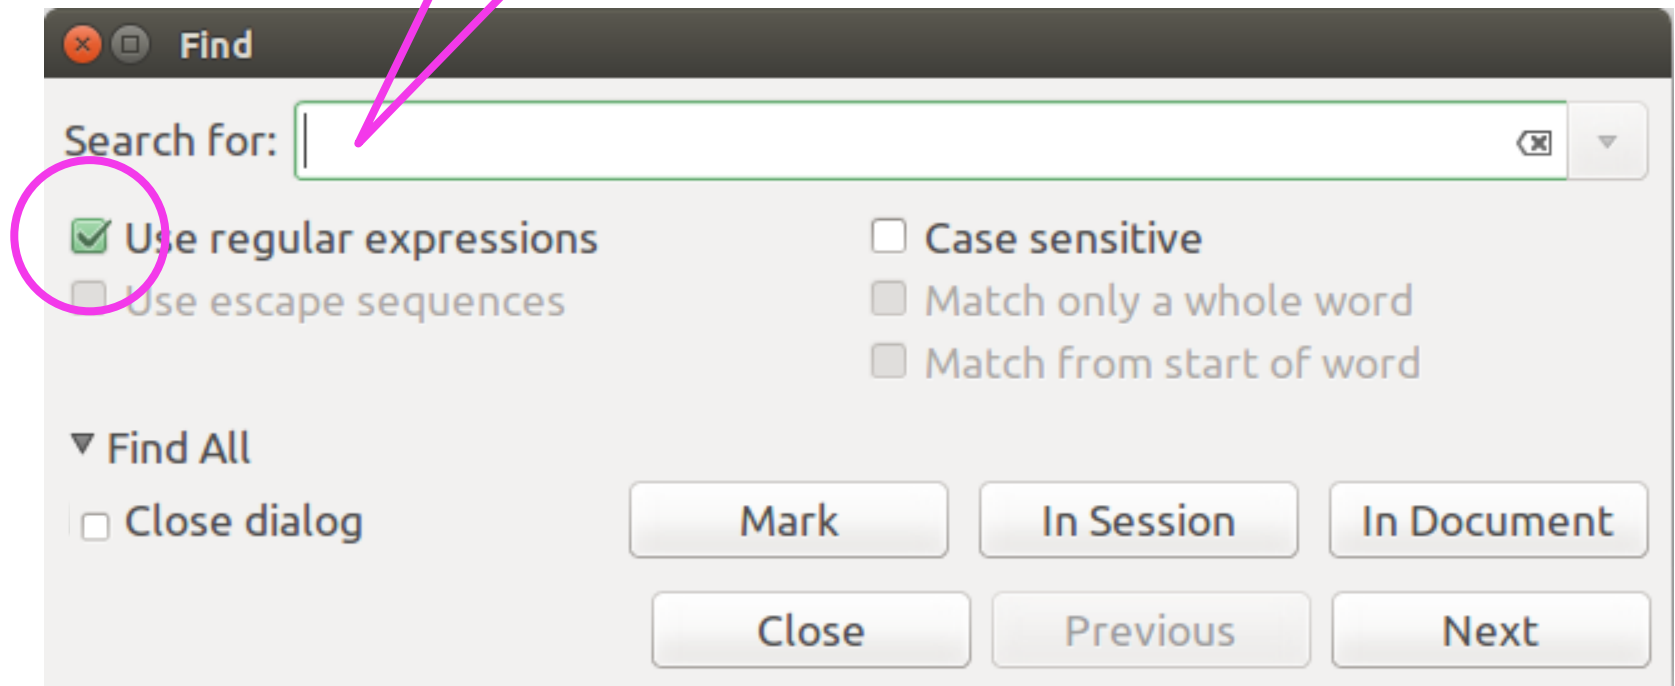 Find
Search for:
Use regular expressions
Case sensitive
Use escape sequences
Match only a whole word
Match from start of word
Find All
Close dialog
Mark
In Session
In Document
Close
Previous
Next